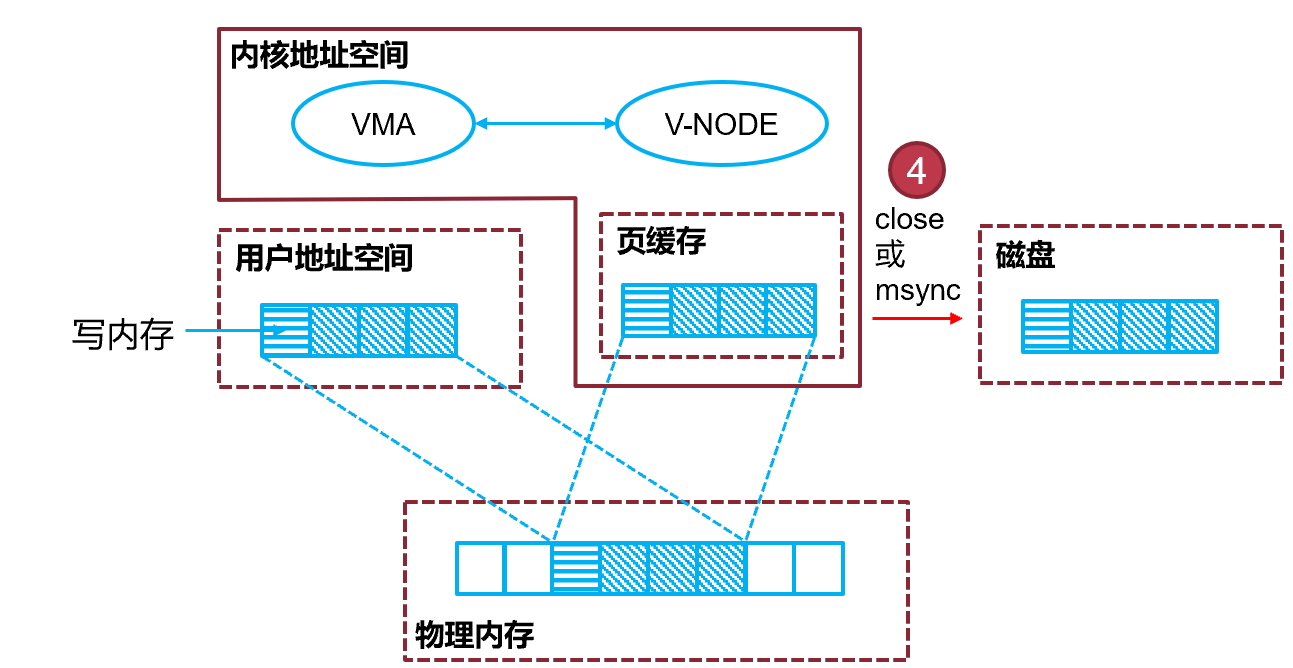 内核地址空间
VMA
V-NODE
4
close
或
msync
用户地址空间
页缓存
磁盘
写内存
物理内存